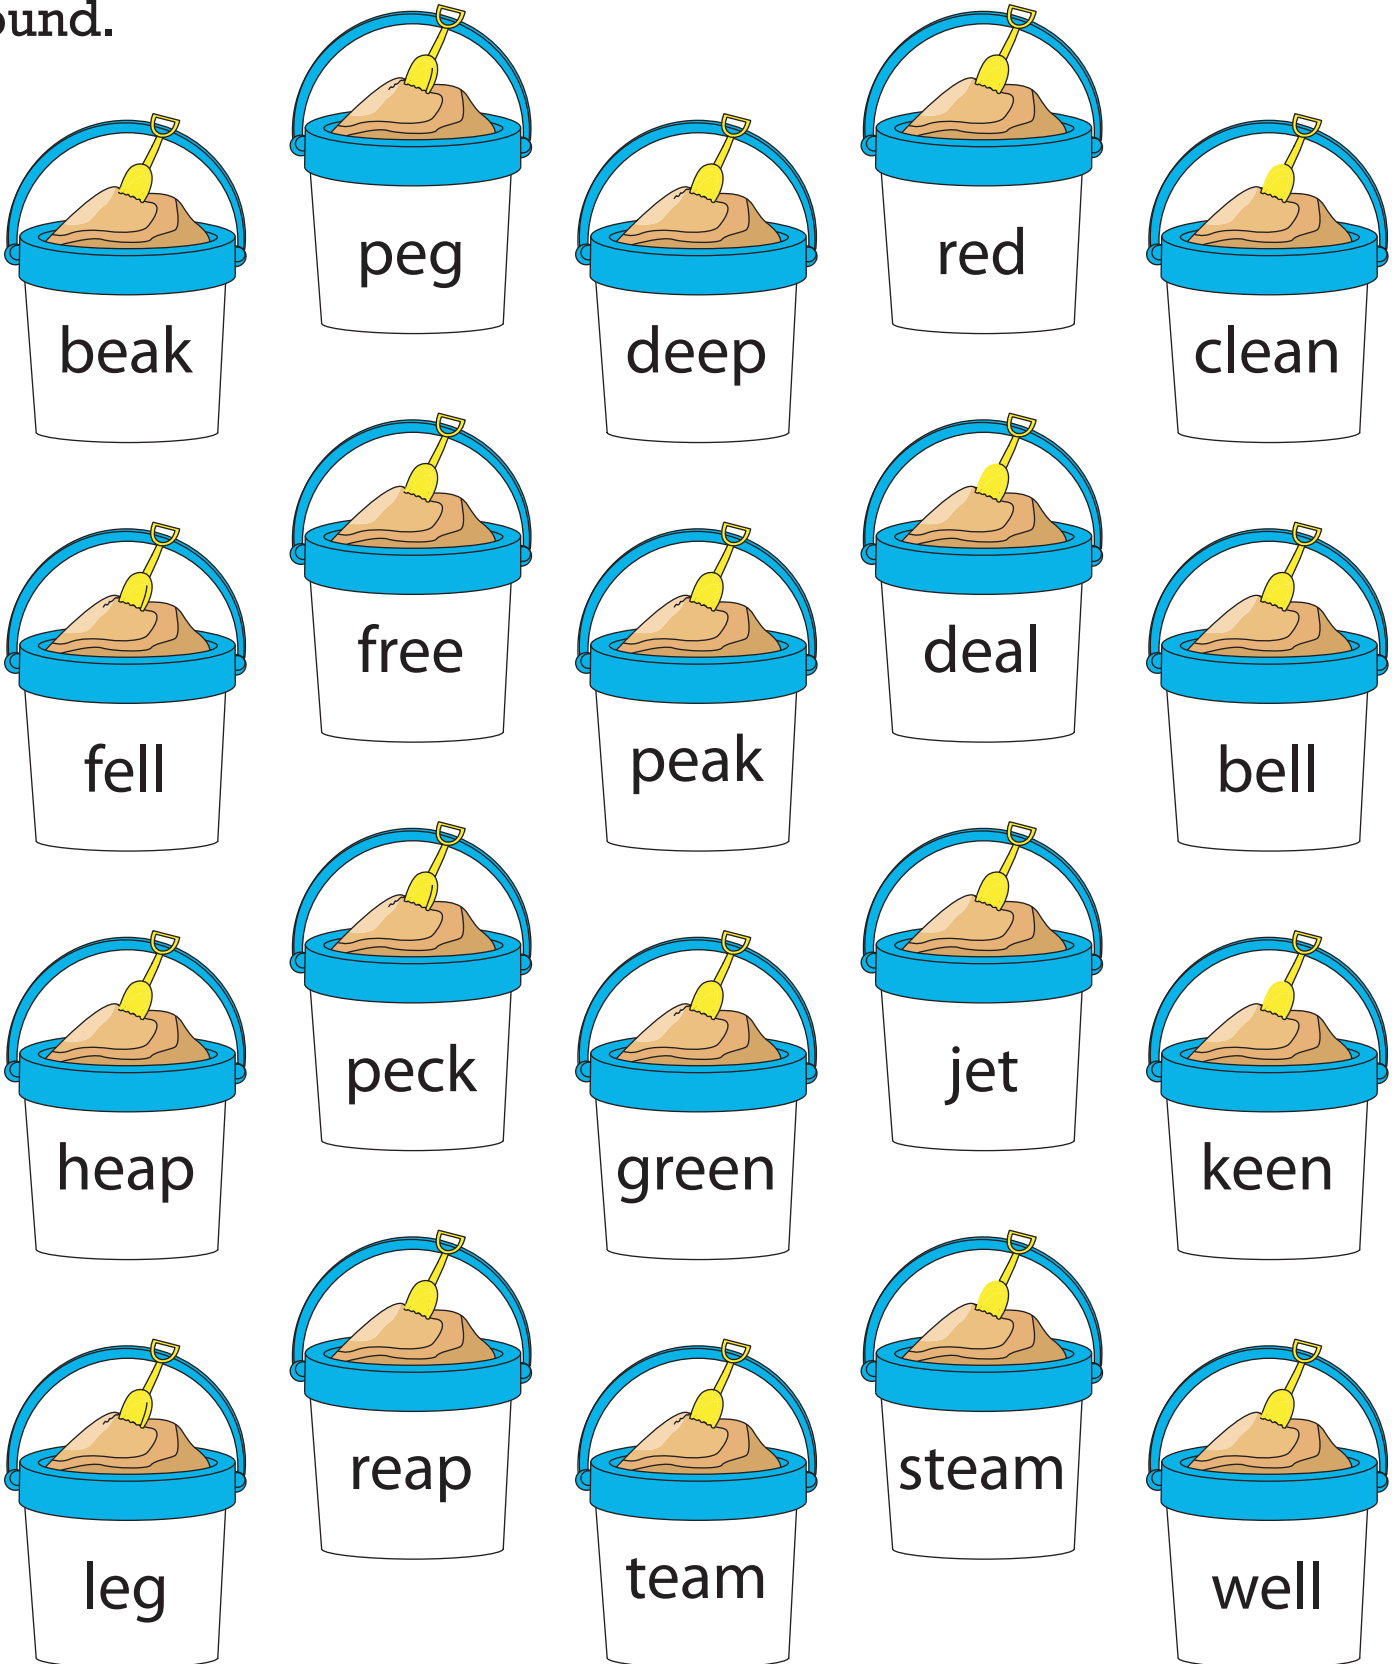 ound.
peg red
beak deep clean
free deal
fell peak bell
peck jet
heap green keen
reap steam
leg team well